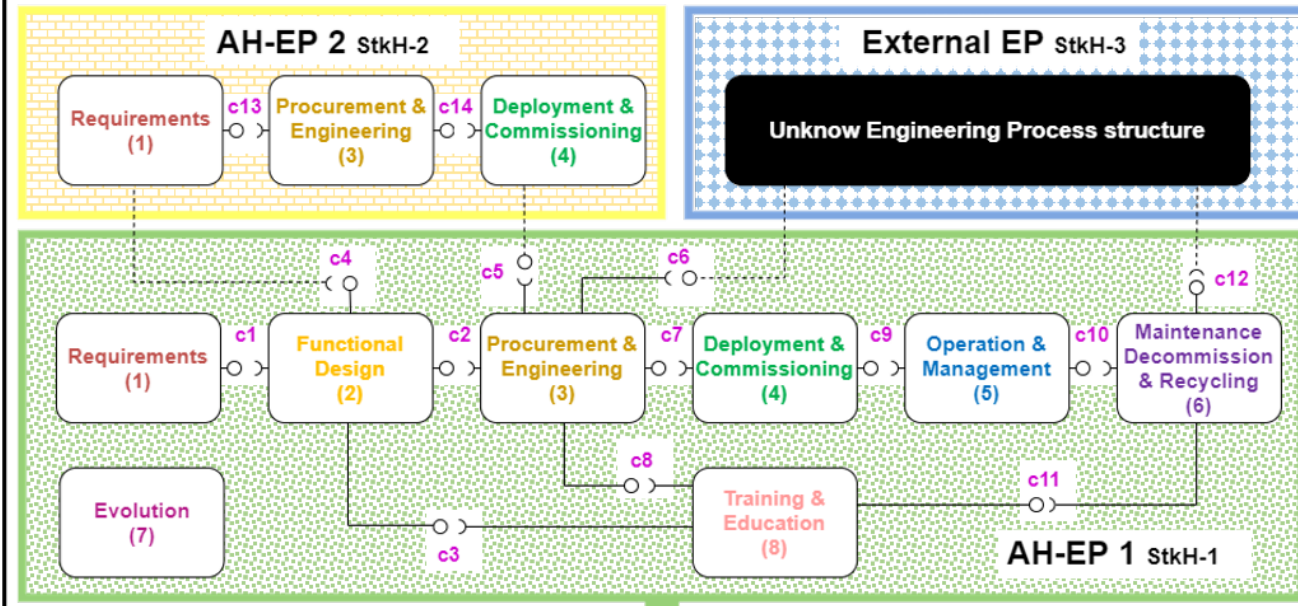 AH-EP 2 StkH-2
External EP StkH-3
Requirements
(1)
c13
Procurement &
Engineering
(3)
c14
Deployment &
Commissioning
(4)
Unknow Engineering Process structure
c4
c5
c6
c12
Requirements
(1)
c1
Functional
Design
(2)
c2
Procurement &
Engineering
(3)
c7
Deployment &
Commissioning
(4)
c9
Operation &
Management
(5)
c10
Maintenance
Decommission
& Recycling
(6)
c8
c11
Evolution
(7)
c3
Training &
Education
(8)
AH-EP 1 StkH-1